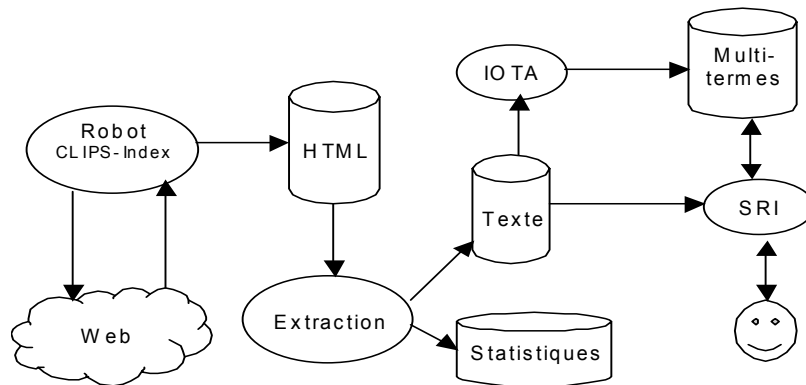 Robot
CLIPS-Index
Web
HTML
Extraction
Texte
Statistiques
IOTA
Multi-
termes
SRI